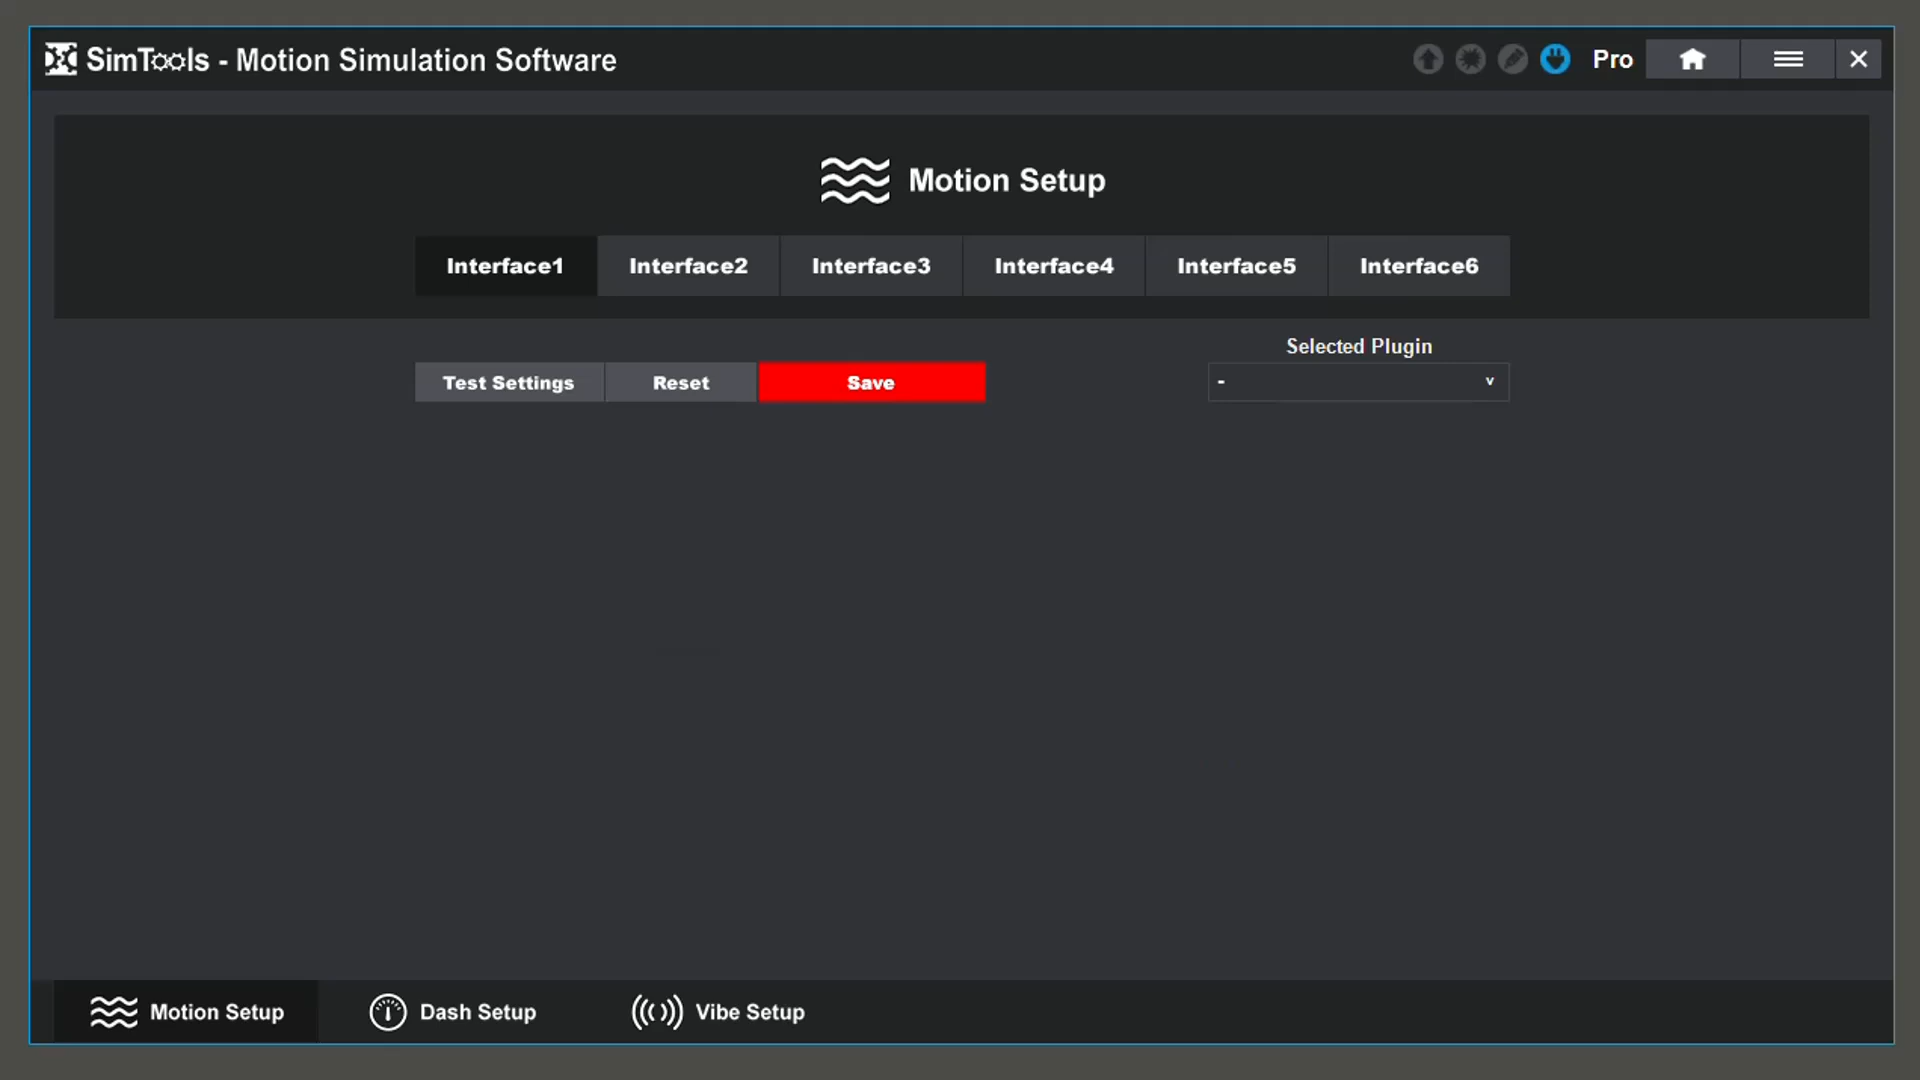 SimTools - Motion Simulation Software
Pro
Motion Setup
Interface1 Interface2 Interface3 Interface4 Interface5 Interface6
Selected Plugin
Test Settings Reset Save
- v
Motion Setup Dash Setup Vibe Setup